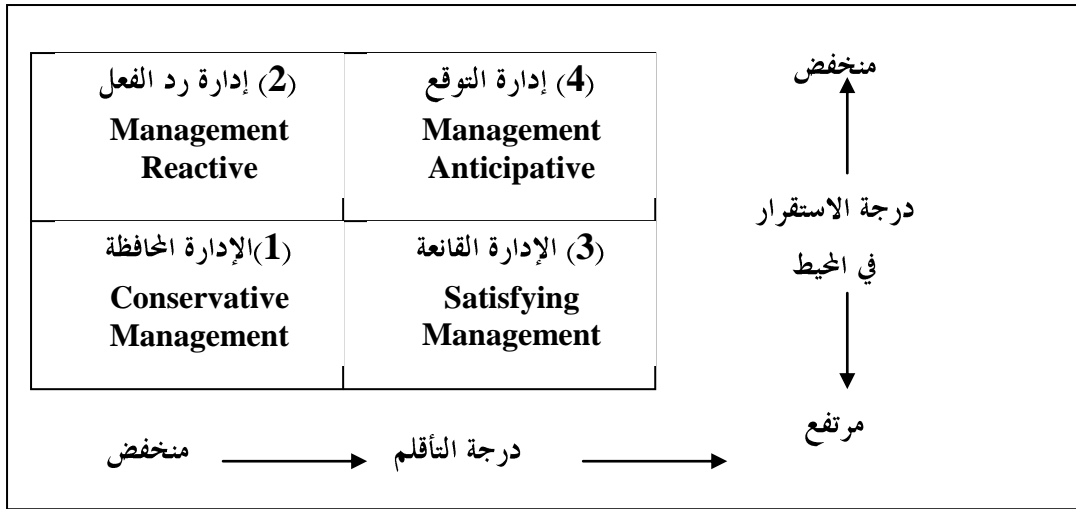 (2) إدارة رد الفعل
Management
Reactive
(4) إدارة التوقع
Management
Anticipative
(1)الإدارة المحافظة
Conservative
Management
(3) الإدارة القانعة
Satisfying
Management
منخفض
درجة الاستقرار
في المحيط
مرتفع
منخفض
درجة التأقلم